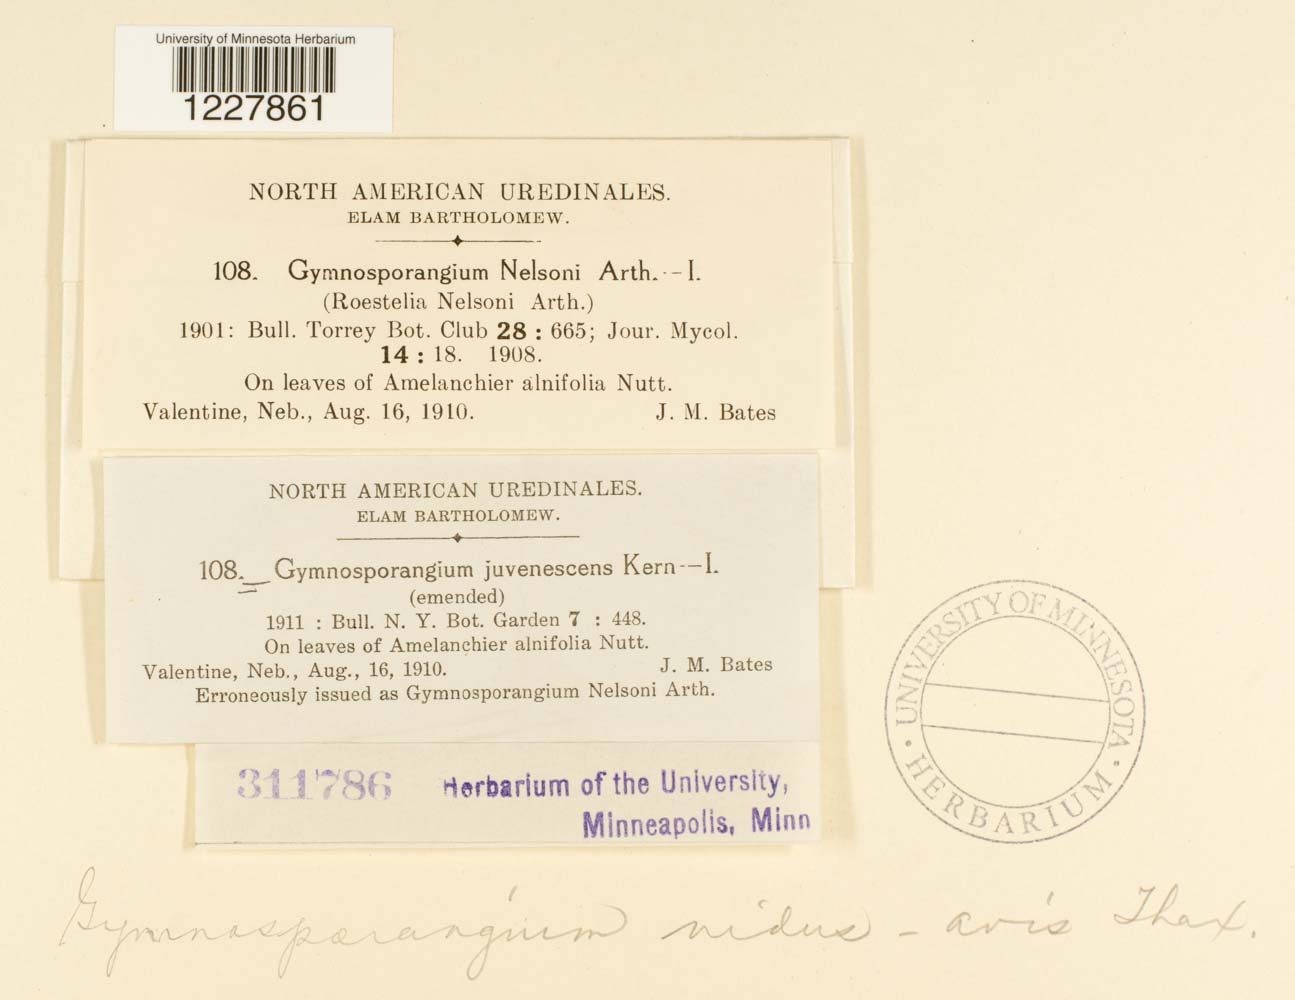 University of Minnesota Herbarium
1227861
NORTH AMERICAN UREDINALES.
ELAM BARTHOLOMEW.
108. Gymnosporangium Nelsoni Arth.--I.
(Roestelia Nelsoni Arth.)
1901: Bull. Torrey Bot. Club 28 : 665; Jour. Mycol.
14 : 18. 1908.
On leaves of Amelanchier alnifolia Nutt.
Valentine, Neb., Aug. 16, 1910. J. M. Bates
NORTH AMERICAN UREDINALES.
ELAM BARTHOLOMEW.
108. Gymnosporangium juvenescens Kern--I.
(emended)
1911 : Bull. N. Y. Bot. Garden 7 : 448.
On leaves of Amelanchier alnifolia Nutt.
Valentine, Neb., Aug., 16, 1910. J. M. Bates
Erroneously issued as Gymnosporangium Nelsoni Arth.
311786 Herbarium of the University,
Minneapolis, Minn
UNIVERSITY OF MINNESOTA
• HERBARIUM •
Gymnosporangium nidus-avis Thax.